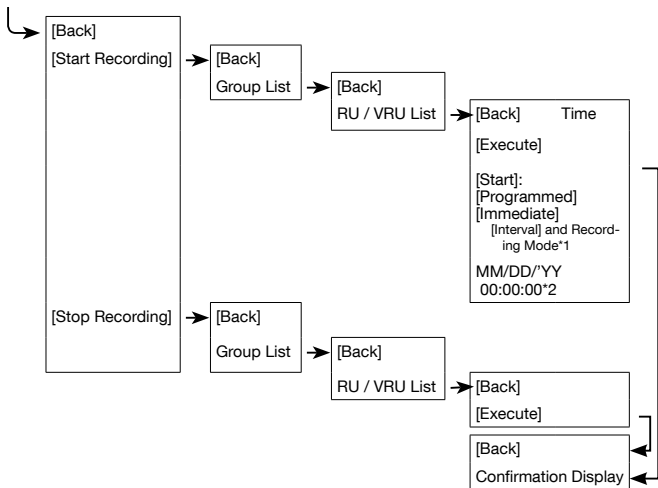 [Back]
[Start Recording]
[Back]
Group List
[Back]
RU / VRU List
[Back] Time
[Execute]
[Start]:
[Programmed]
[Immediate]
[Interval] and Record-
ing Mode*1
MM/DD/'YY
00:00:00*2
[Stop Recording]
[Back]
Group List
[Back]
RU / VRU List
[Back]
[Execute]
[Back]
Confirmation Display